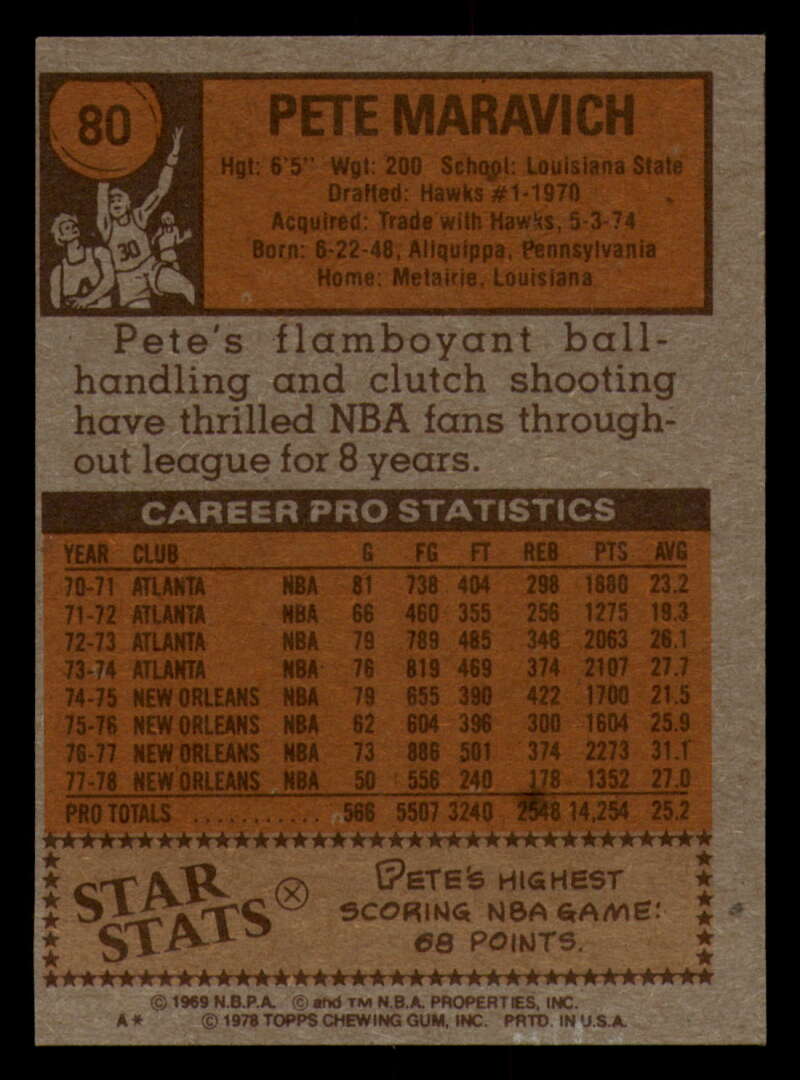 80
PETE MARAVICH
Hgt: 6'5" Wgt: 200 School: Louisiana State
Drafted: Hawks #1-1970
Acquired: Trade with Hawks, 5-3-74
Born: 6-22-48, Aliquippa, Pennsylvania
Home: Metairie, Louisiana
30
Pete's flamboyant ball-
handling and clutch shooting
have thrilled NBA fans through-
out league for 8 years.
CAREER PRO STATISTICS
YEAR CLUB G FG FT REB PTS AVG
70-71 ATLANTA NBA 81 738 404 298 1880 23.2
71-72 ATLANTA NBA 66 460 355 256 1275 19.3
72-73 ATLANTA NBA 79 789 485 346 2063 26.1
73-74 ATLANTA NBA 76 819 469 374 2107 27.7
74-75 NEW ORLEANS NBA 79 655 390 422 1700 21.5
75-76 NEW ORLEANS NBA 62 604 396 300 1604 25.9
76-77 NEW ORLEANS NBA 73 886 501 374 2273 31.1
77-78 NEW ORLEANS NBA 50 556 240 178 1352 27.0
PRO TOTALS ............ 566 5507 3240 2548 14,254 25.2
STAR STATS
PETE'S HIGHEST
SCORING NBA GAME:
68 POINTS.
© 1969 N.B.P.A. © and TM N.B.A. PROPERTIES, INC.
A* © 1978 TOPPS CHEWING GUM, INC. PRTD. IN U.S.A.